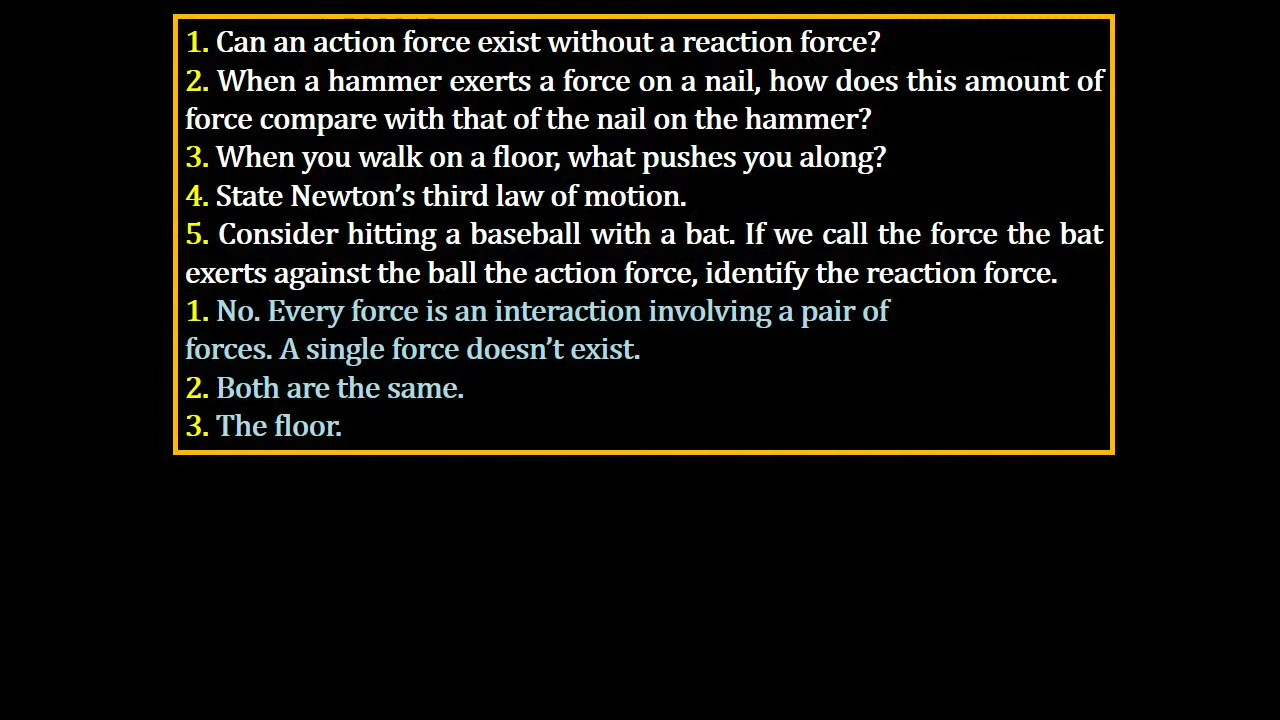 1. Can an action force exist without a reaction force?
2. When a hammer exerts a force on a nail, how does this amount of
force compare with that of the nail on the hammer?
3. When you walk on a floor, what pushes you along?
4. State Newton’s third law of motion.
5. Consider hitting a baseball with a bat. If we call the force the bat
exerts against the ball the action force, identify the reaction force.
1. No. Every force is an interaction involving a pair of
forces. A single force doesn’t exist.
2. Both are the same.
3. The floor.